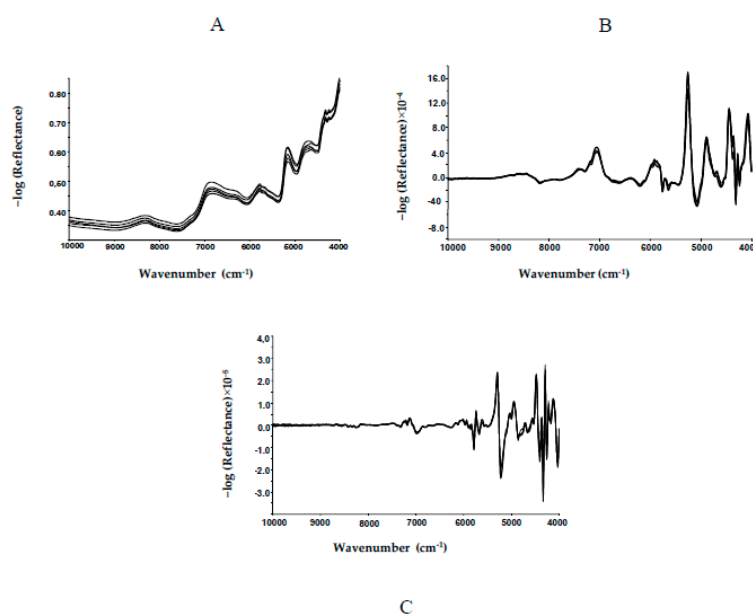 A
B
−log (Reflectance)
0.80
0.70
0.60
0,50
0.40
10000 9000 8000 7000 6000 5000 4000
Wavenumber (cm⁻¹)
−log (Reflectance)×10⁻⁴
16.0
12.0
8.0
4.0
0.0
-4.0
-8.0
10000 9000 8000 7000 6000 5000 4000
Wavenumber (cm⁻¹)
−log (Reflectance)×10⁻⁵
4,0
3.0
2.0
1.0
0.0
-1.0
-2.0
-3.0
10000 9000 8000 7000 6000 5000 4000
Wavenumber (cm⁻¹)
C